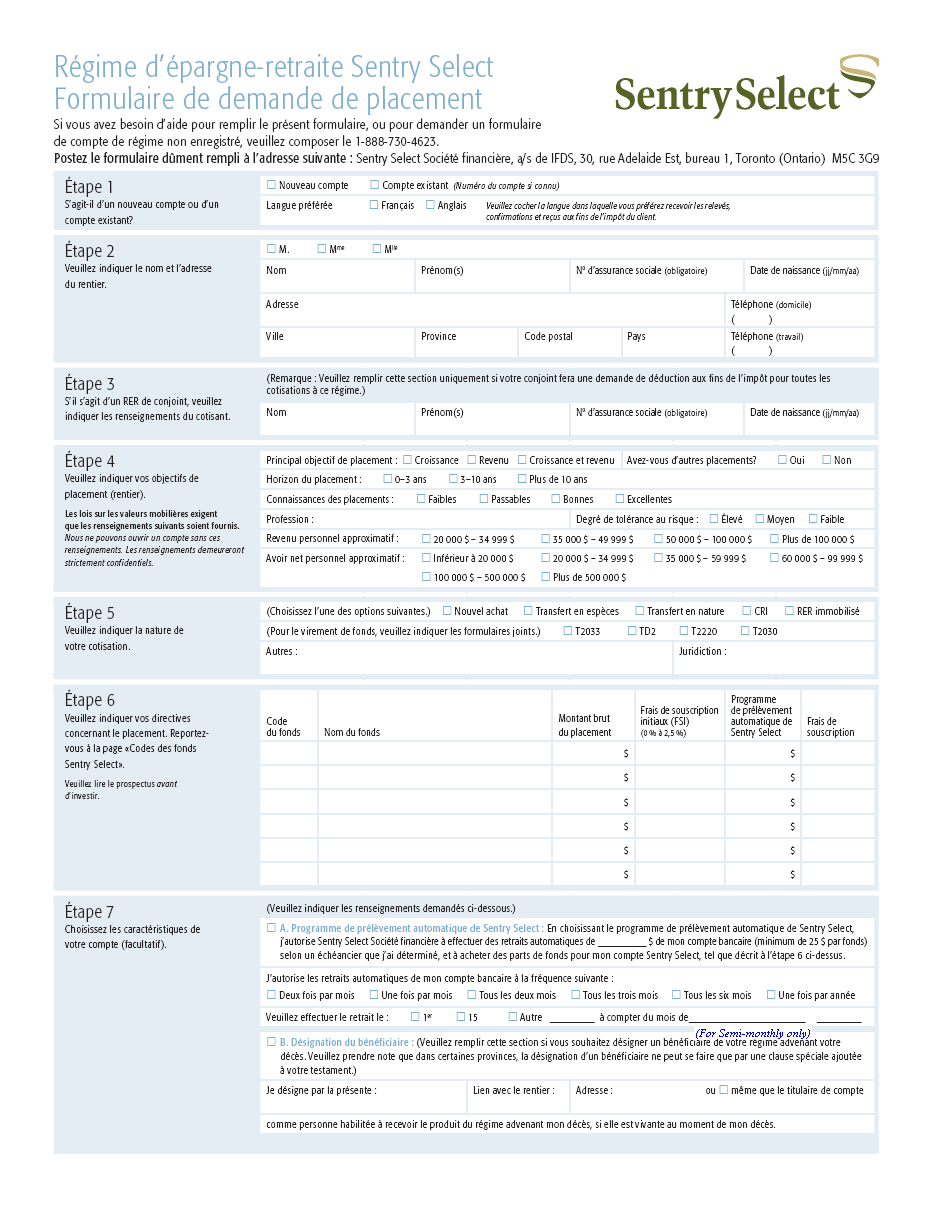 Régime d'épargne-retraite Sentry Select
Formulaire de demande de placement
SentrySelect
Si vous avez besoin d'aide pour remplir le présent formulaire, ou pour demander un formulaire
de compte de régime non enregistré, veuillez composer le 1-888-730-4623.
Postez le formulaire dûment rempli à l'adresse suivante : Sentry Select Société financière, a/s de IFDS, 30, rue Adelaide Est, bureau 1, Toronto (Ontario) M5C 3G9
Étape 1
S'agit-il d'un nouveau compte ou d'un
compte existant?
☐ Nouveau compte ☐ Compte existant (Numéro du compte si connu)
Langue préférée ☐ Français ☐ Anglais Veuillez cocher la langue dans laquelle vous préférez recevoir les relevés,
confirmations et reçus aux fins de l'impôt du client.
Étape 2
Veuillez indiquer le nom et l'adresse
du rentier.
☐ M. ☐ Mme ☐ Mlle
Nom Prénom(s) No d'assurance sociale (obligatoire) Date de naissance (jj/mm/aa)
Adresse Téléphone (domicile)
( )
Ville Province Code postal Pays Téléphone (travail)
( )
Étape 3
S'il s'agit d'un RER de conjoint, veuillez
indiquer les renseignements du cotisant.
(Remarque : Veuillez remplir cette section uniquement si votre conjoint fera une demande de déduction aux fins de l'impôt pour toutes les
cotisations à ce régime.)
Nom Prénom(s) No d'assurance sociale (obligatoire) Date de naissance (jj/mm/aa)
Étape 4
Veuillez indiquer vos objectifs de
placement (rentier).
Les lois sur les valeurs mobilières exigent
que les renseignements suivants soient fournis.
Nous ne pouvons ouvrir un compte sans ces
renseignements. Les renseignements demeureront
strictement confidentiels.
Principal objectif de placement : ☐ Croissance ☐ Revenu ☐ Croissance et revenu Avez-vous d'autres placements? ☐ Oui ☐ Non
Horizon du placement : ☐ 0–3 ans ☐ 3–10 ans ☐ Plus de 10 ans
Connaissances des placements : ☐ Faibles ☐ Passables ☐ Bonnes ☐ Excellentes
Profession : Degré de tolérance au risque : ☐ Élevé ☐ Moyen ☐ Faible
Revenu personnel approximatif : ☐ 20 000 $ – 34 999 $ ☐ 35 000 $ – 49 999 $ ☐ 50 000 $ – 100 000 $ ☐ Plus de 100 000 $
Avoir net personnel approximatif : ☐ Inférieur à 20 000 $ ☐ 20 000 $ – 34 999 $ ☐ 35 000 $ – 59 999 $ ☐ 60 000 $ – 99 999 $
☐ 100 000 $ – 500 000 $ ☐ Plus de 500 000 $
Étape 5
Veuillez indiquer la nature de
votre cotisation.
(Choisissez l'une des options suivantes.) ☐ Nouvel achat ☐ Transfert en espèces ☐ Transfert en nature ☐ CRI ☐ RER immobilisé
(Pour le virement de fonds, veuillez indiquer les formulaires joints.) ☐ T2033 ☐ TD2 ☐ T2220 ☐ T2030
Autres : Juridiction :
Étape 6
Veuillez indiquer vos directives
concernant le placement. Reportez-
vous à la page «Codes des fonds
Sentry Select».
Veuillez lire le prospectus avant
d'investir.
Code
du fonds
Nom du fonds
Montant brut
du placement
Frais de souscription
initiaux (FSI)
(0 % à 2,5 %)
Programme
de prélèvement
automatique de
Sentry Select
Frais de
souscription
$ $
$ $
$ $
$ $
$ $
$ $
Étape 7
Choisissez les caractéristiques de
votre compte (facultatif).
(Veuillez indiquer les renseignements demandés ci-dessous.)
☐ A. Programme de prélèvement automatique de Sentry Select : En choisissant le programme de prélèvement automatique de Sentry Select,
j'autorise Sentry Select Société financière à effectuer des retraits automatiques de _________ $ de mon compte bancaire (minimum de 25 $ par fonds)
selon un échéancier que j'ai déterminé, et à acheter des parts de fonds pour mon compte Sentry Select, tel que décrit à l'étape 6 ci-dessus.
J'autorise les retraits automatiques de mon compte bancaire à la fréquence suivante :
☐ Deux fois par mois ☐ Une fois par mois ☐ Tous les deux mois ☐ Tous les trois mois ☐ Tous les six mois ☐ Une fois par année
Veuillez effectuer le retrait le : ☐ 1er ☐ 15 ☐ Autre ________ à compter du mois de______________________ ________
(For Semi-monthly only)
☐ B. Désignation du bénéficiaire : (Veuillez remplir cette section si vous souhaitez désigner un bénéficiaire de votre régime advenant votre
décès. Veuillez prendre note que dans certaines provinces, la désignation d'un bénéficiaire ne peut se faire que par une clause spéciale ajoutée
à votre testament.)
Je désigne par la présente : Lien avec le rentier : Adresse : ou ☐ même que le titulaire de compte
comme personne habilitée à recevoir le produit du régime advenant mon décès, si elle est vivante au moment de mon décès.